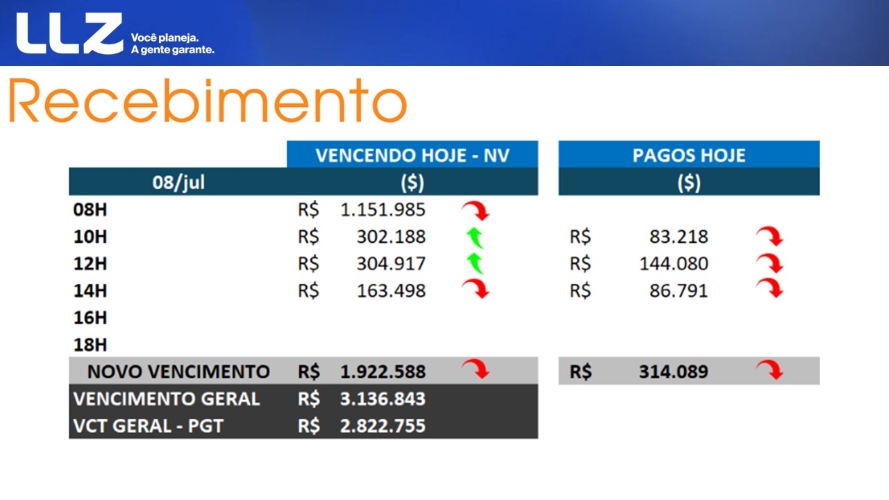 LLZ
Você planeja.
A gente garante.
Recebimento
VENCENDO HOJE - NV PAGOS HOJE
08/jul ($) ($)
08H R$ 1.151.985
10H R$ 302.188 R$ 83.218
12H R$ 304.917 R$ 144.080
14H R$ 163.498 R$ 86.791
16H
18H
NOVO VENCIMENTO R$ 1.922.588 R$ 314.089
VENCIMENTO GERAL R$ 3.136.843
VCT GERAL - PGT R$ 2.822.755